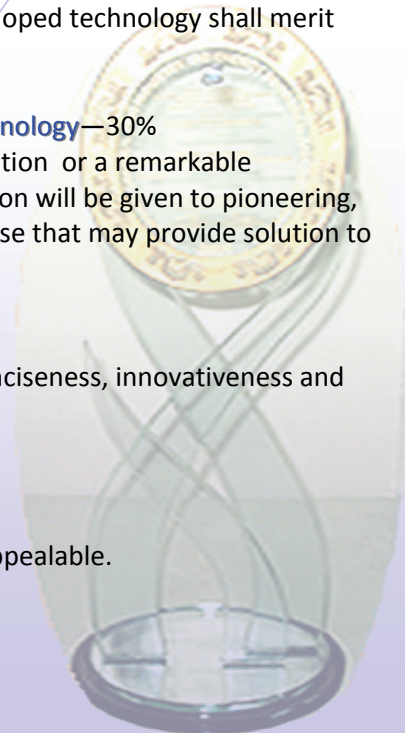 oped technology shall merit
nology—30%
tion or a remarkable
on will be given to pioneering,
se that may provide solution to
nciseness, innovativeness and
ppealable.